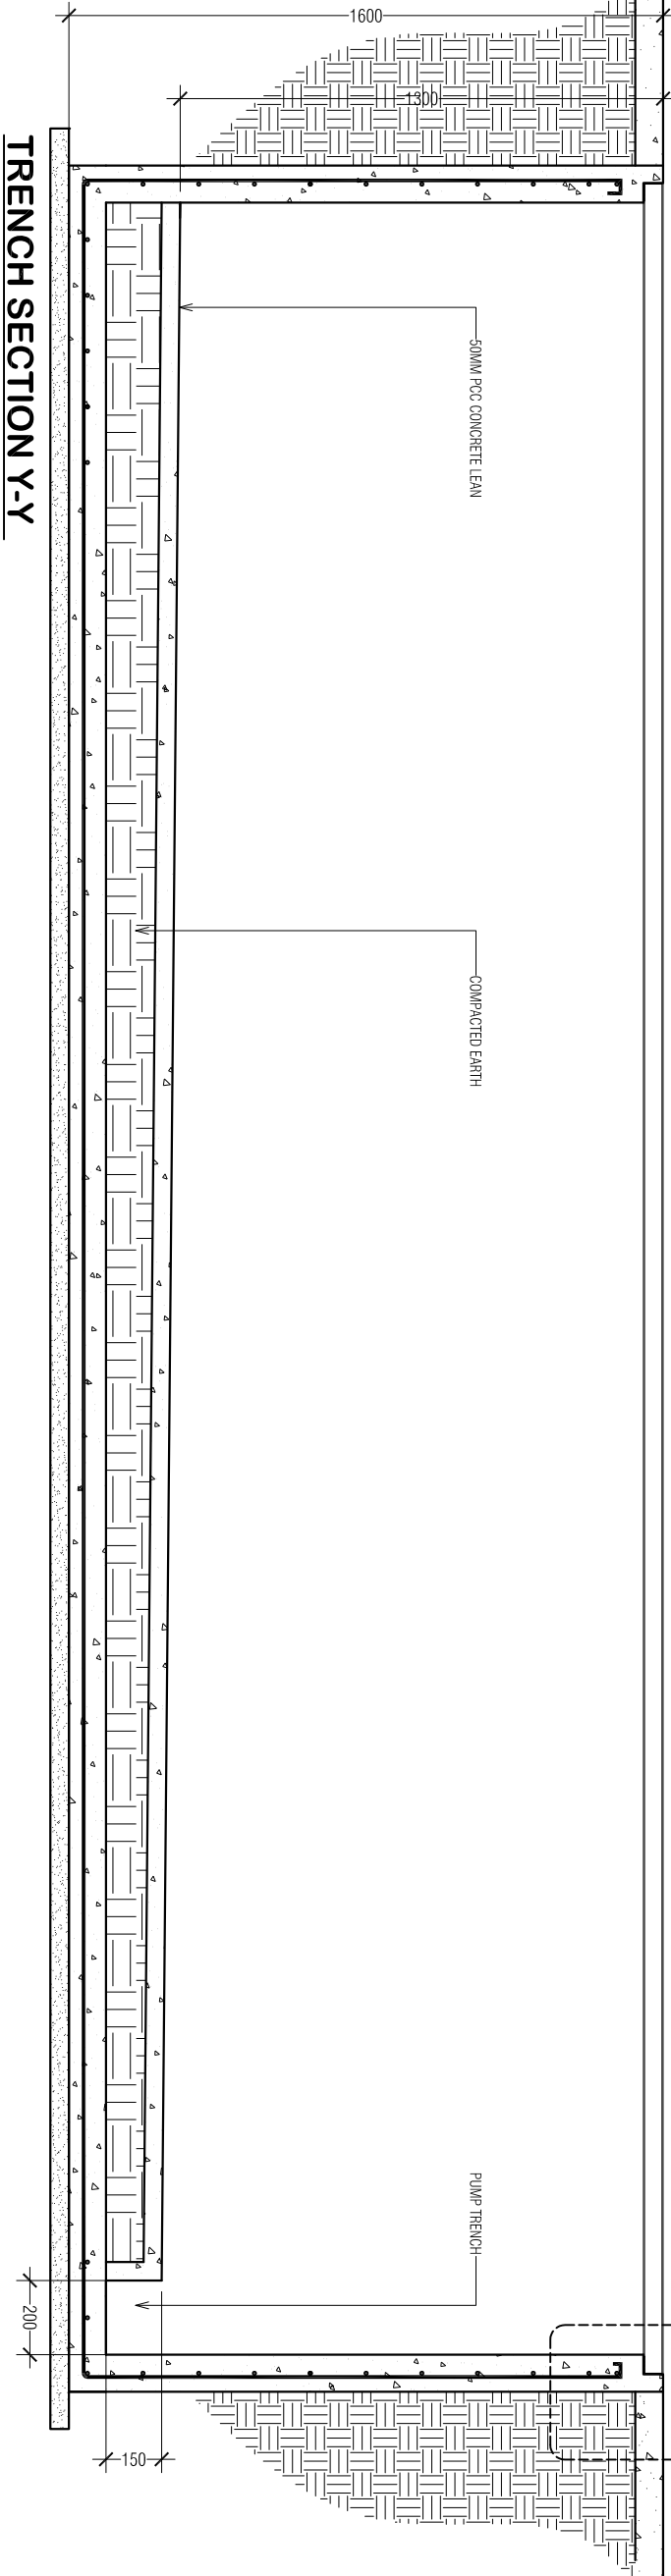 1600
1300
50MM PCC CONCRETE LEAN
COMPACTED EARTH
PUMP TRENCH
200
150
TRENCH SECTION Y-Y